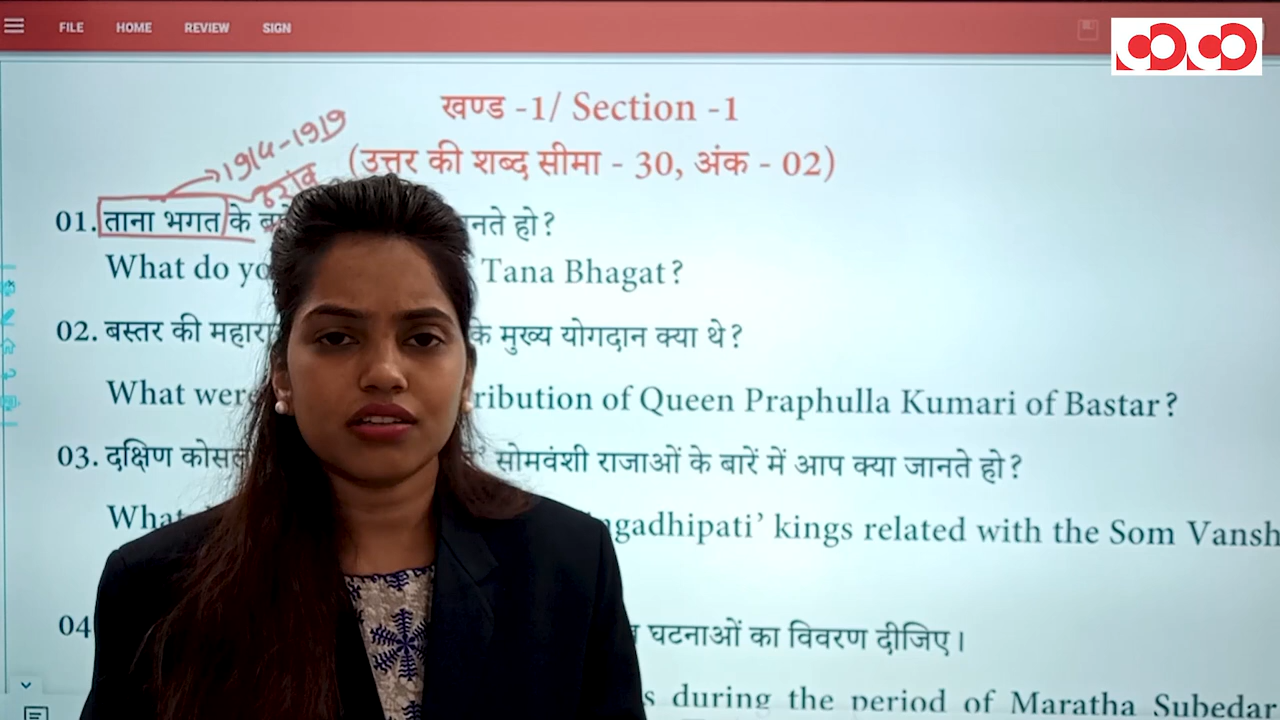 FILE HOME REVIEW SIGN
खण्ड -1/ Section -1
1914-1919
(उत्तर की शब्द सीमा - 30, अंक - 02)
01. ताना भगत के नते हो?
What do yo Tana Bhagat?
02. बस्तर की महारा के मुख्य योगदान क्या थे?
What were ribution of Queen Praphulla Kumari of Bastar?
03. दक्षिण कोस सोमवंशी राजाओं के बारें में आप क्या जानते हो?
What ngadhipati’ kings related with the Som Vansh
04 घटनाओं का विवरण दीजिए।
s during the period of Maratha Subedar